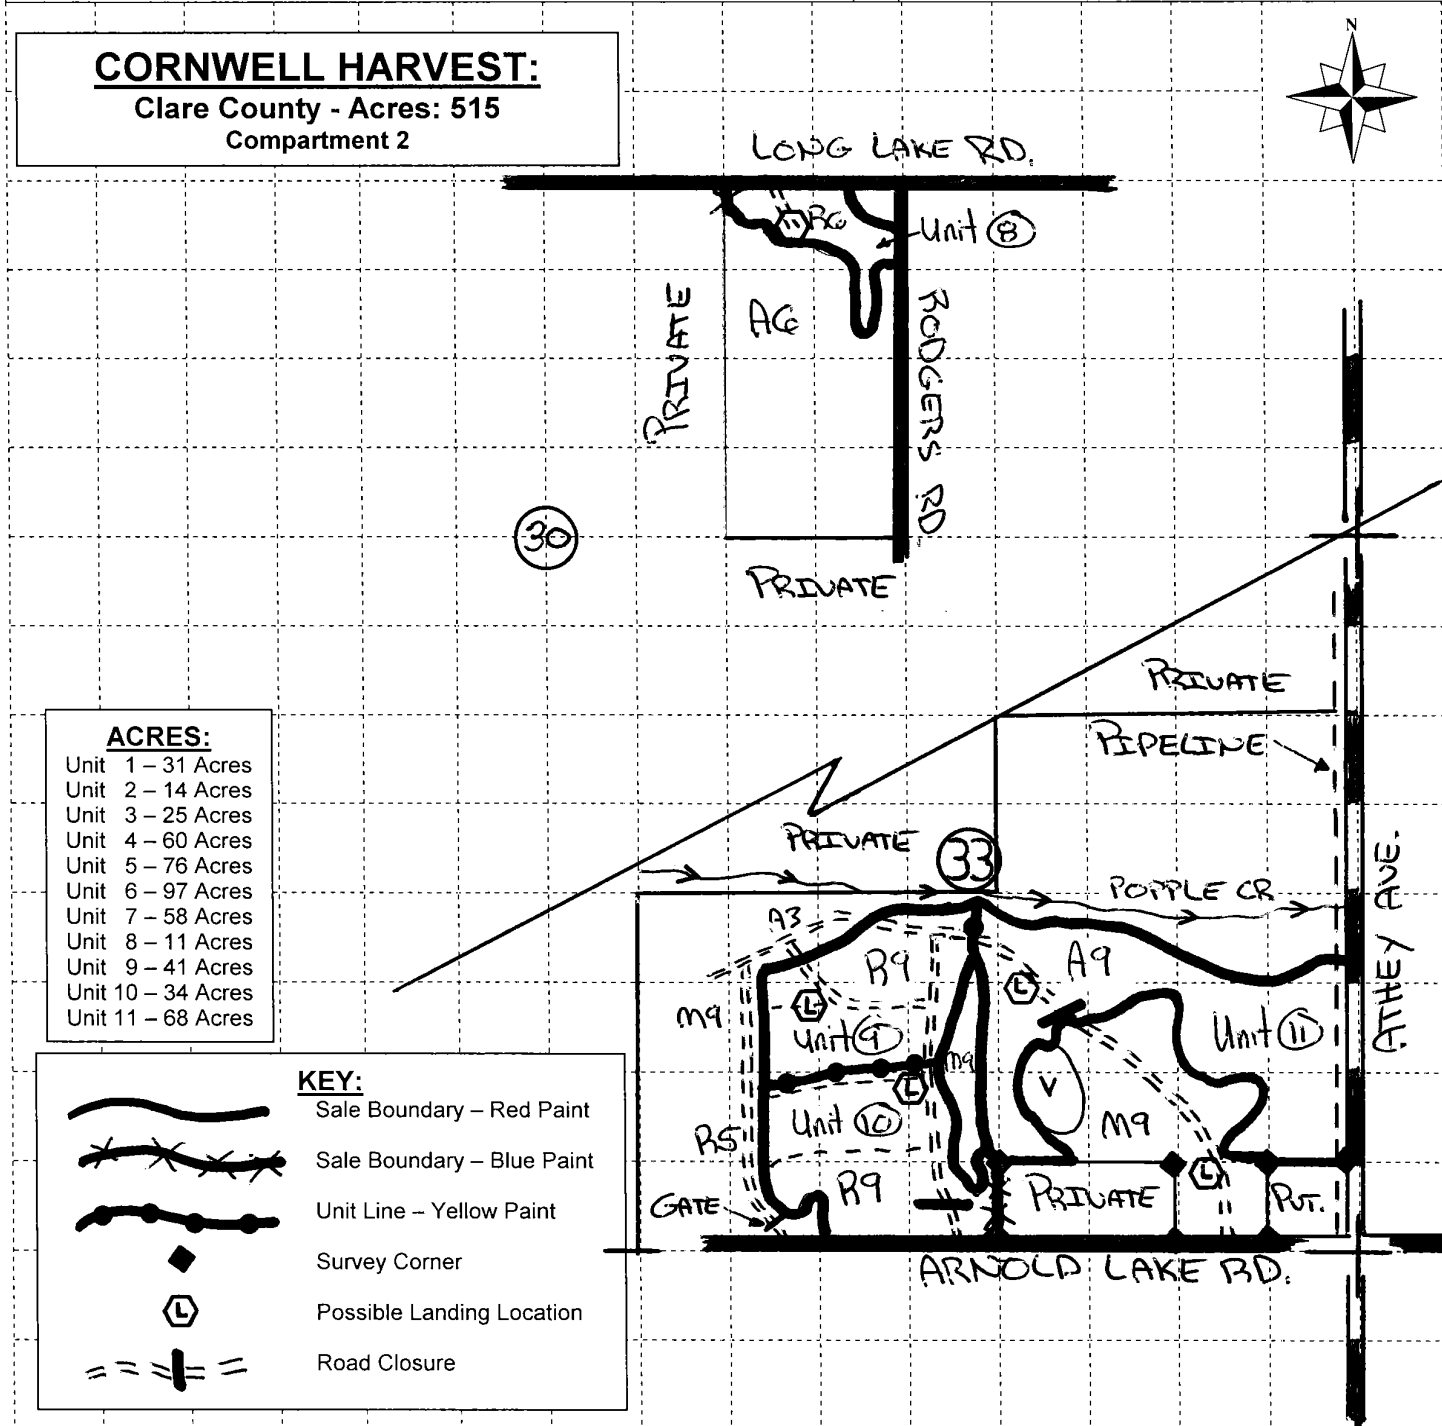 CORNWELL HARVEST:
Clare County - Acres: 515
Compartment 2
N
LONG LAKE RD.
R6
Unit 8
A6
PRIVATE
RODGERS RD.
30
PRIVATE
PRIVATE
PIPELINE
ACRES:
Unit 1 – 31 Acres
Unit 2 – 14 Acres
Unit 3 – 25 Acres
Unit 4 – 60 Acres
Unit 5 – 76 Acres
Unit 6 – 97 Acres
Unit 7 – 58 Acres
Unit 8 – 11 Acres
Unit 9 – 41 Acres
Unit 10 – 34 Acres
Unit 11 – 68 Acres
PRIVATE
33
POPPLE CR
ATHEY AVE.
A3
R9
A9
L
L
M9
Unit 9
Unit 11
M9
L
V
Unit 10
M9
R5
R9
L
GATE
PRIVATE
PVT.
ARNOLD LAKE RD.
KEY:
Sale Boundary – Red Paint
Sale Boundary – Blue Paint
Unit Line – Yellow Paint
Survey Corner
L
Possible Landing Location
Road Closure